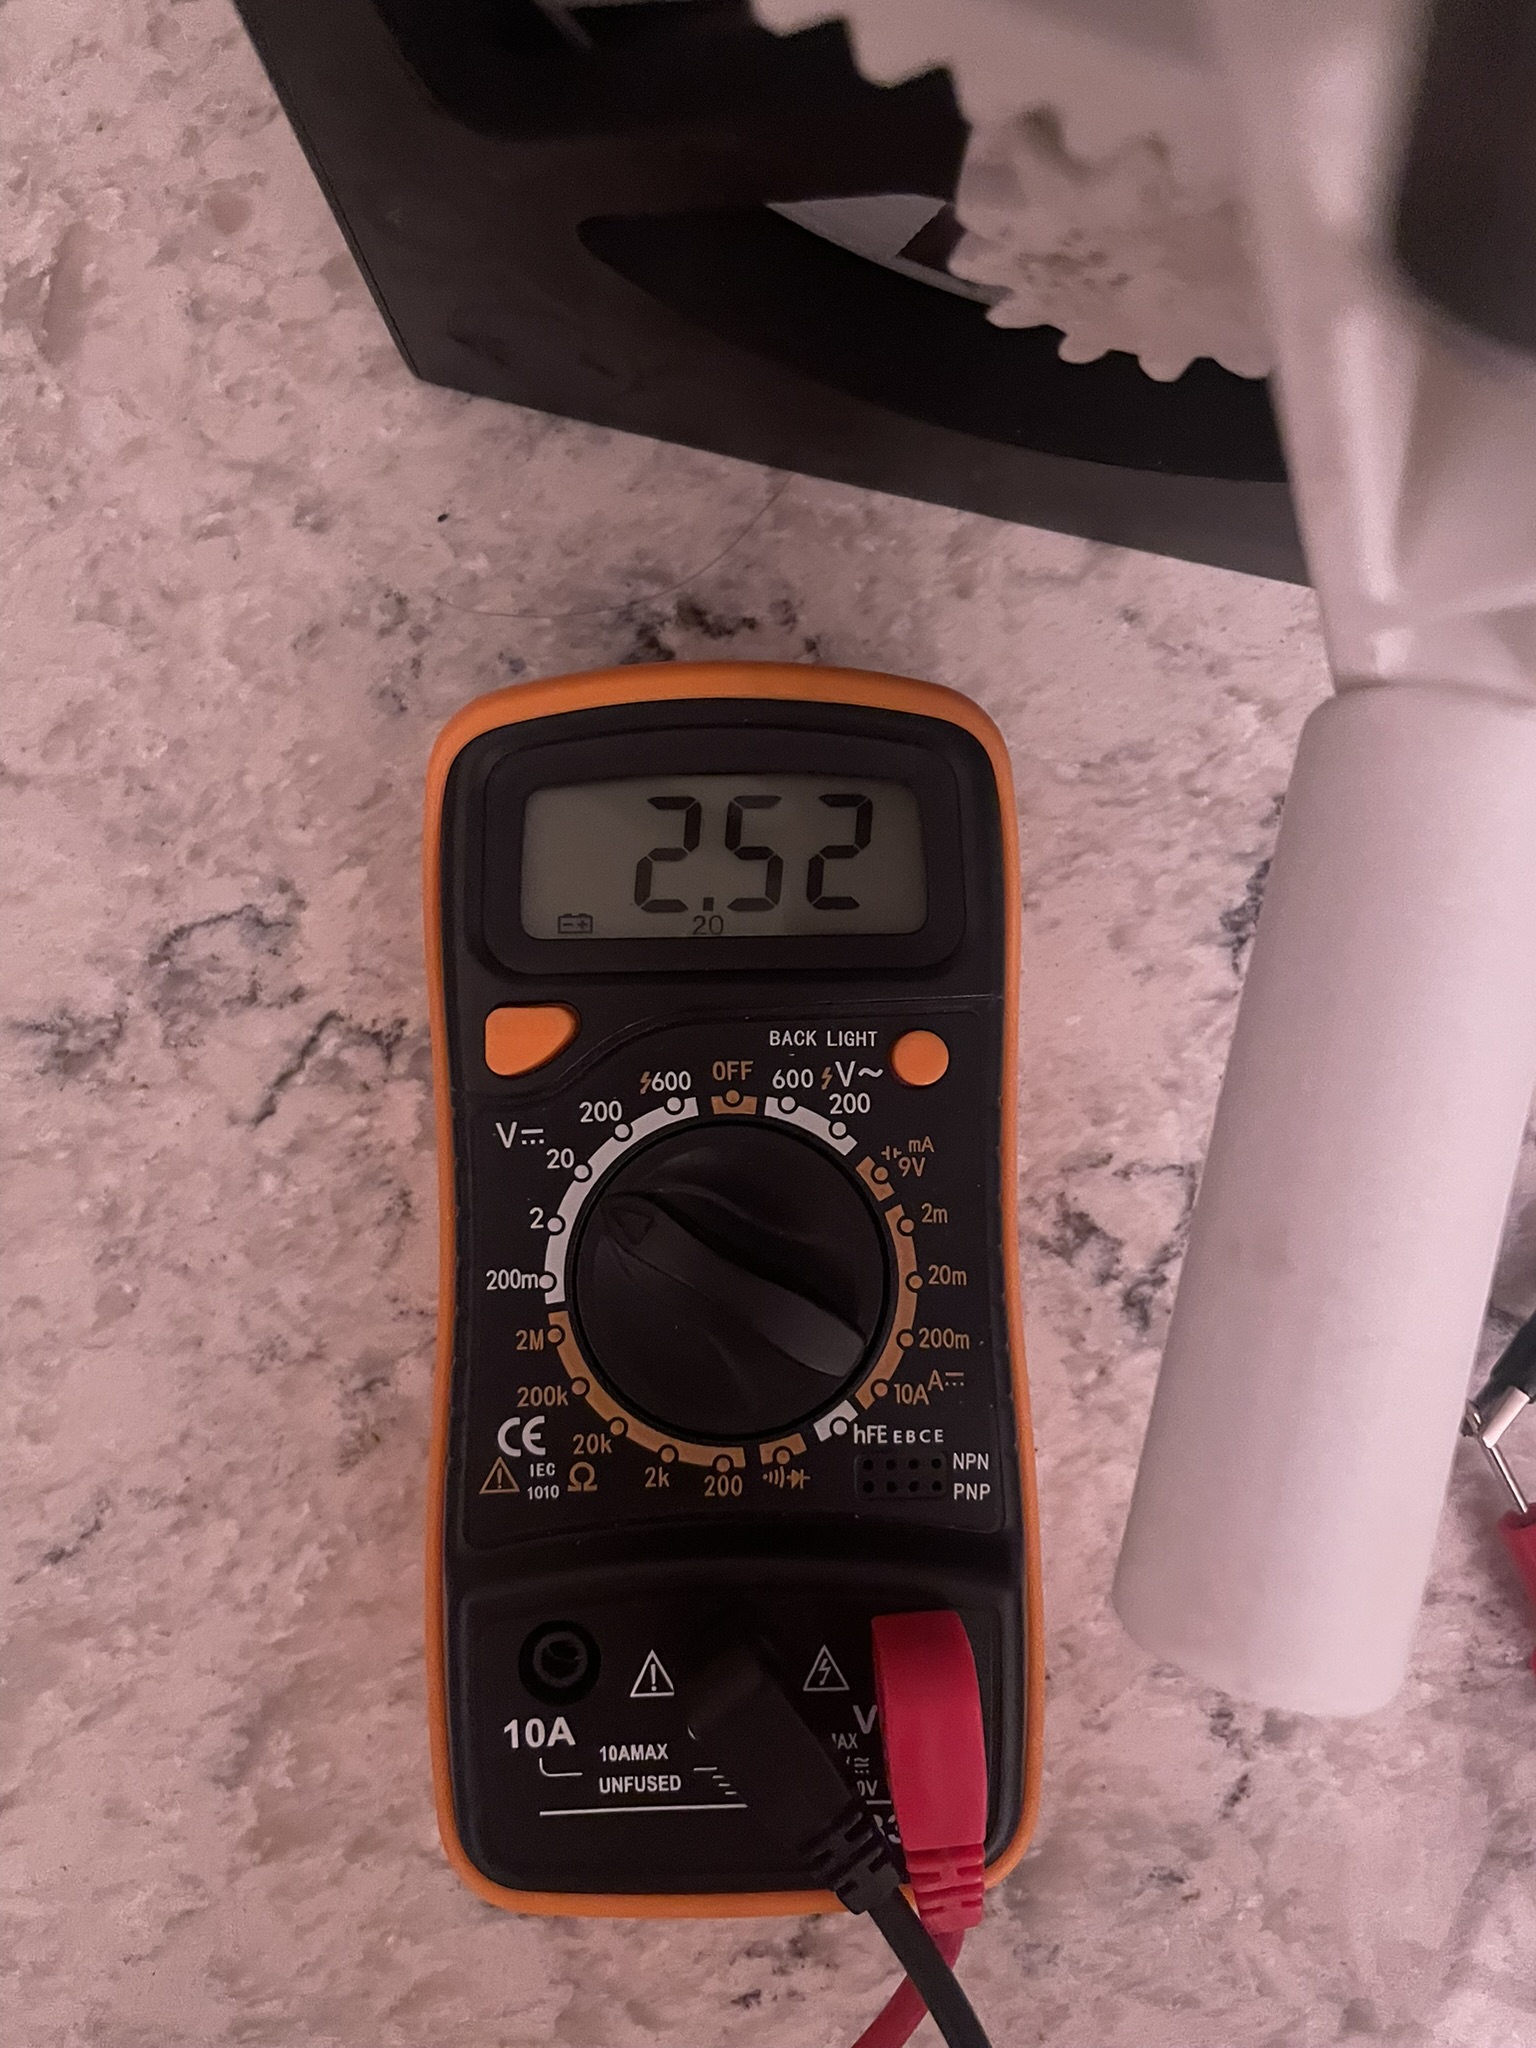 2.52
20
BACK LIGHT
600
OFF
600 V~
200
200
V⎓
20
mA
9V
2
2m
200m
20m
2M
200m
200k
10A A⎓
CE
20k
hFE E B C E
IEC
1010
Ω
2k
200
NPN
PNP
10A
10AMAX
UNFUSED
V